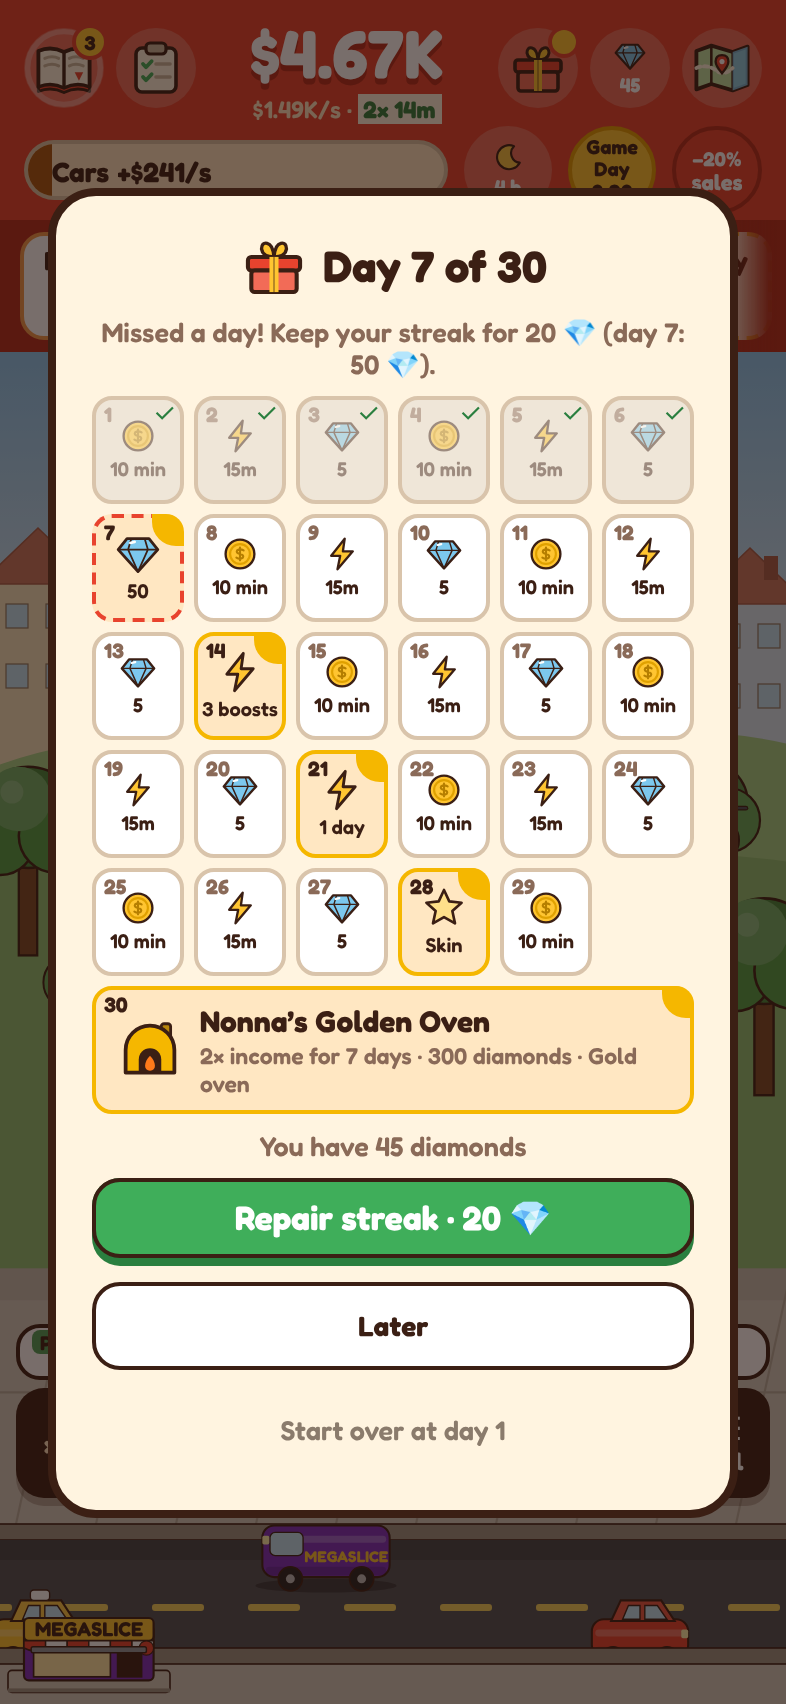 3
$4.67K
45
$1.49K/s · 2× 14m
Cars +$241/s
Game
Day
−20%
sales
Day 7 of 30
Missed a day! Keep your streak for 20 💎 (day 7:
50 💎).
1
2
3
4
5
6
10 min
15m
5
10 min
15m
5
7
8
9
10
11
12
50
10 min
15m
5
10 min
15m
13
14
15
16
17
18
5
3 boosts
10 min
15m
5
10 min
19
20
21
22
23
24
15m
5
1 day
10 min
15m
5
25
26
27
28
29
10 min
15m
5
Skin
10 min
30
Nonna’s Golden Oven
2× income for 7 days · 300 diamonds · Gold
oven
You have 45 diamonds
Repair streak · 20 💎
Later
Start over at day 1
MEGASLICE
MEGASLICE